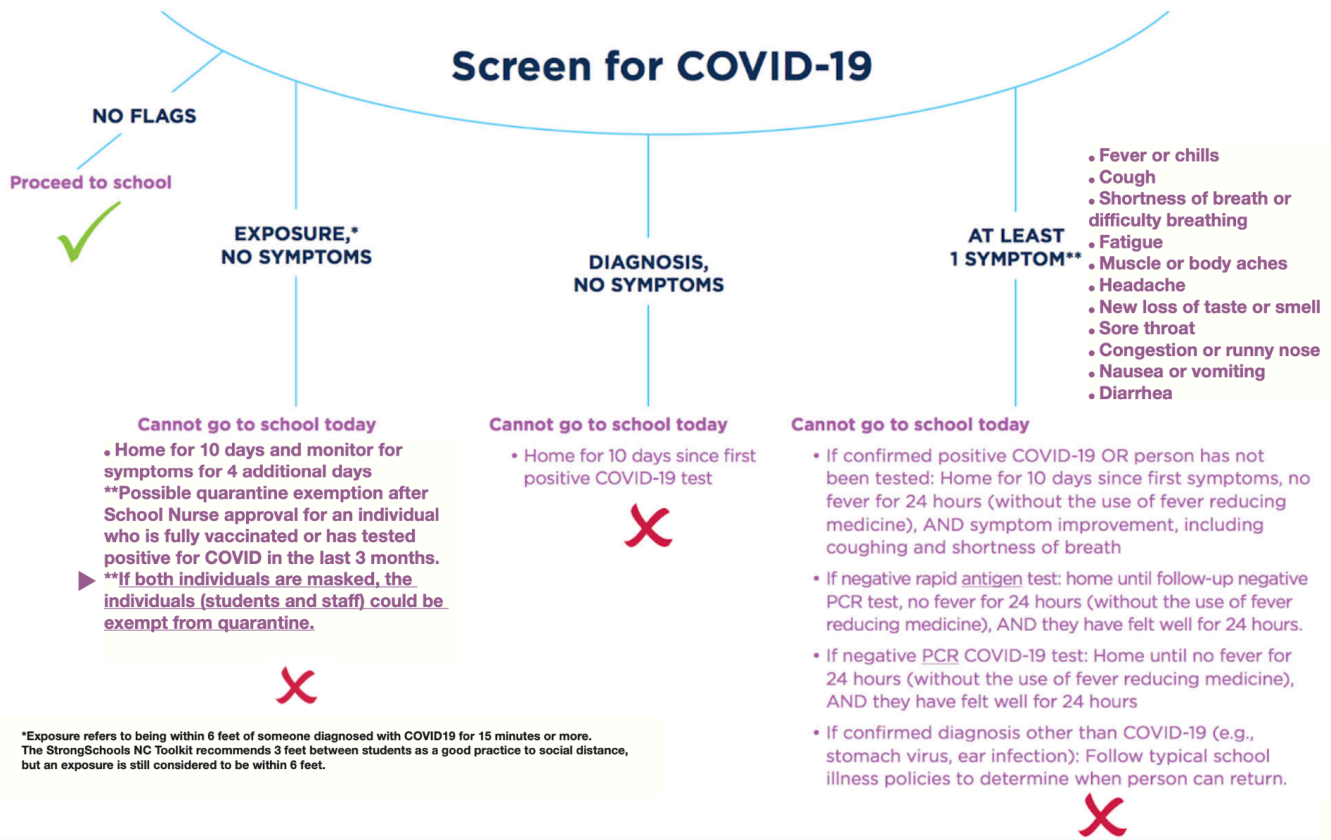 Screen for COVID-19
NO FLAGS
Proceed to school
EXPOSURE,*
NO SYMPTOMS
Cannot go to school today
• Home for 10 days and monitor for
symptoms for 4 additional days
**Possible quarantine exemption after
School Nurse approval for an individual
who is fully vaccinated or has tested
positive for COVID in the last 3 months.
**If both individuals are masked, the
individuals (students and staff) could be
exempt from quarantine.
DIAGNOSIS,
NO SYMPTOMS
Cannot go to school today
• Home for 10 days since first
positive COVID-19 test
AT LEAST
1 SYMPTOM**
• Fever or chills
• Cough
• Shortness of breath or
difficulty breathing
• Fatigue
• Muscle or body aches
• Headache
• New loss of taste or smell
• Sore throat
• Congestion or runny nose
• Nausea or vomiting
• Diarrhea
Cannot go to school today
• If confirmed positive COVID-19 OR person has not
been tested: Home for 10 days since first symptoms, no
fever for 24 hours (without the use of fever reducing
medicine), AND symptom improvement, including
coughing and shortness of breath
• If negative rapid antigen test: home until follow-up negative
PCR test, no fever for 24 hours (without the use of fever
reducing medicine), AND they have felt well for 24 hours.
• If negative PCR COVID-19 test: Home until no fever for
24 hours (without the use of fever reducing medicine),
AND they have felt well for 24 hours
• If confirmed diagnosis other than COVID-19 (e.g.,
stomach virus, ear infection): Follow typical school
illness policies to determine when person can return.
*Exposure refers to being within 6 feet of someone diagnosed with COVID19 for 15 minutes or more.
The StrongSchools NC Toolkit recommends 3 feet between students as a good practice to social distance,
but an exposure is still considered to be within 6 feet.